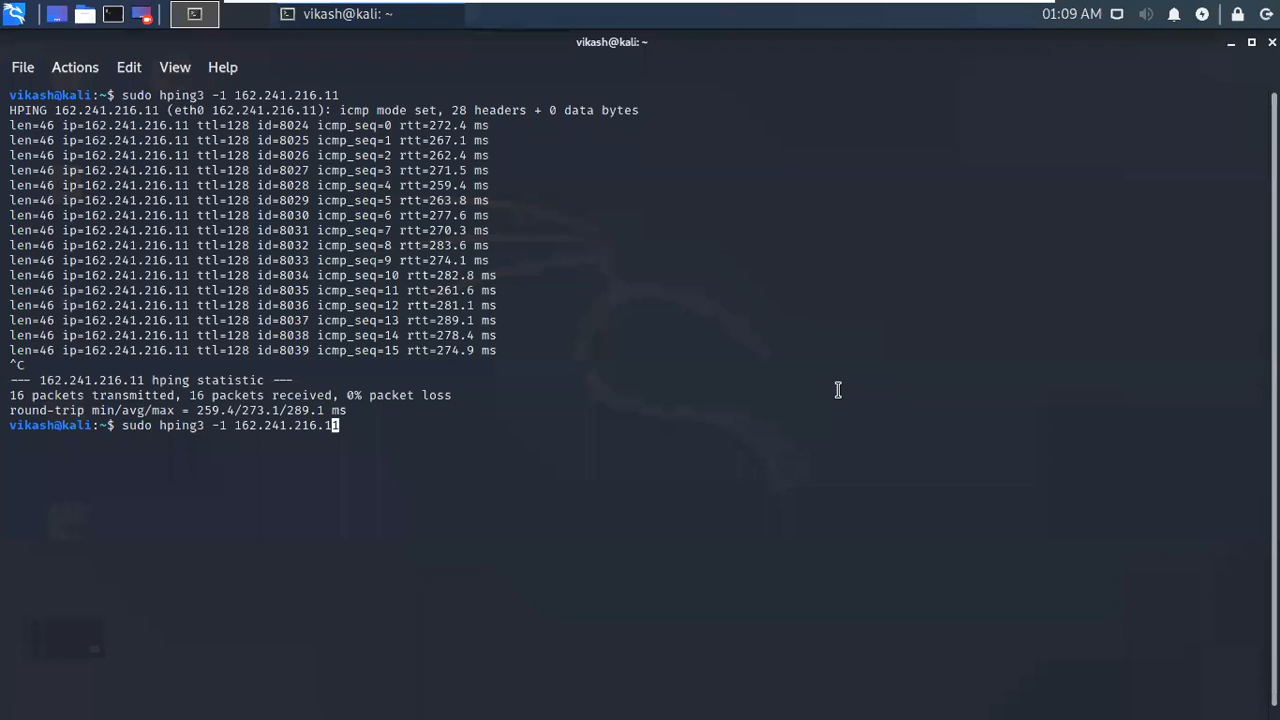 vikash@kali: ~
01:09 AM
vikash@kali: ~
File Actions Edit View Help
vikash@kali:~$ sudo hping3 -1 162.241.216.11
HPING 162.241.216.11 (eth0 162.241.216.11): icmp mode set, 28 headers + 0 data bytes
len=46 ip=162.241.216.11 ttl=128 id=8024 icmp_seq=0 rtt=272.4 ms
len=46 ip=162.241.216.11 ttl=128 id=8025 icmp_seq=1 rtt=267.1 ms
len=46 ip=162.241.216.11 ttl=128 id=8026 icmp_seq=2 rtt=262.4 ms
len=46 ip=162.241.216.11 ttl=128 id=8027 icmp_seq=3 rtt=271.5 ms
len=46 ip=162.241.216.11 ttl=128 id=8028 icmp_seq=4 rtt=259.4 ms
len=46 ip=162.241.216.11 ttl=128 id=8029 icmp_seq=5 rtt=263.8 ms
len=46 ip=162.241.216.11 ttl=128 id=8030 icmp_seq=6 rtt=277.6 ms
len=46 ip=162.241.216.11 ttl=128 id=8031 icmp_seq=7 rtt=270.3 ms
len=46 ip=162.241.216.11 ttl=128 id=8032 icmp_seq=8 rtt=283.6 ms
len=46 ip=162.241.216.11 ttl=128 id=8033 icmp_seq=9 rtt=274.1 ms
len=46 ip=162.241.216.11 ttl=128 id=8034 icmp_seq=10 rtt=282.8 ms
len=46 ip=162.241.216.11 ttl=128 id=8035 icmp_seq=11 rtt=261.6 ms
len=46 ip=162.241.216.11 ttl=128 id=8036 icmp_seq=12 rtt=281.1 ms
len=46 ip=162.241.216.11 ttl=128 id=8037 icmp_seq=13 rtt=289.1 ms
len=46 ip=162.241.216.11 ttl=128 id=8038 icmp_seq=14 rtt=278.4 ms
len=46 ip=162.241.216.11 ttl=128 id=8039 icmp_seq=15 rtt=274.9 ms
^C
--- 162.241.216.11 hping statistic ---
16 packets transmitted, 16 packets received, 0% packet loss
round-trip min/avg/max = 259.4/273.1/289.1 ms
vikash@kali:~$ sudo hping3 -1 162.241.216.11